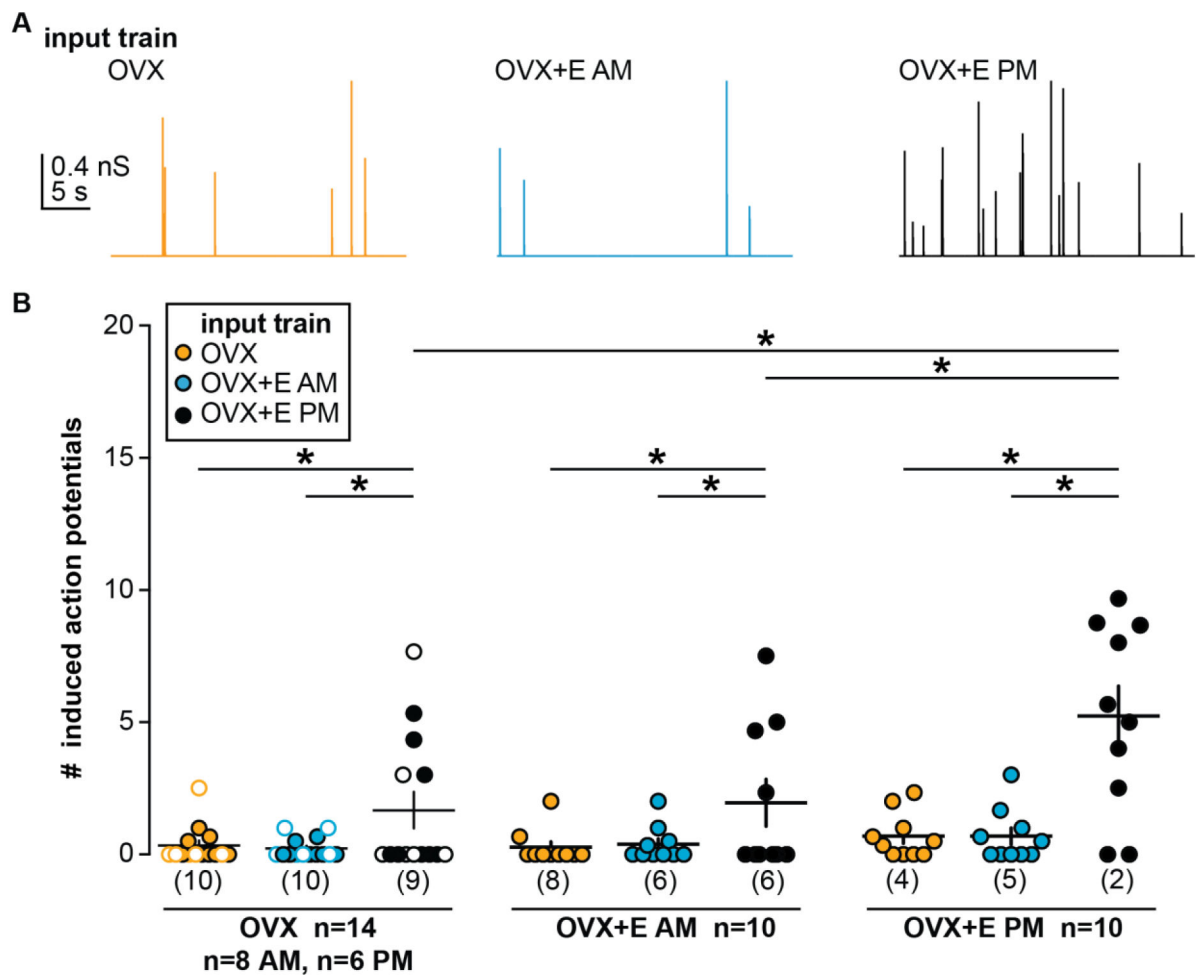 A
input train
OVX
OVX+E AM
OVX+E PM
0.4 nS
5 s
B
input train
OVX
OVX+E AM
OVX+E PM
# induced action potentials
20
15
10
5
0
*
*
* * *
* * *
(10) (10) (9) (8) (6) (6) (4) (5) (2)
OVX n=14
n=8 AM, n=6 PM
OVX+E AM n=10
OVX+E PM n=10